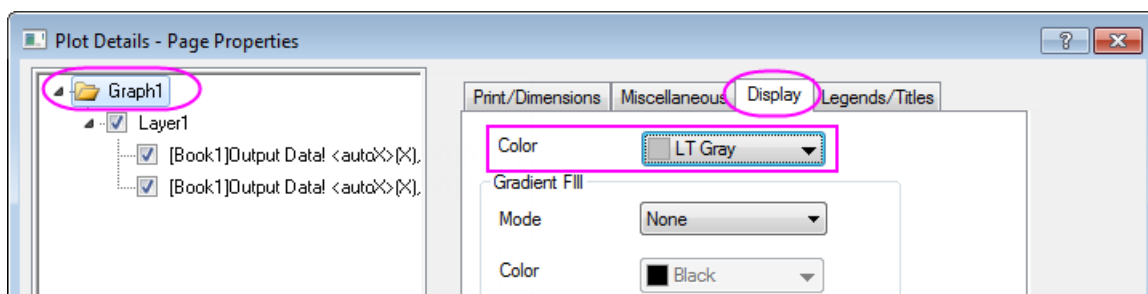 Plot Details - Page Properties
Graph1
Layer1
[Book1]Output Data! <autoX>(X),
[Book1]Output Data! <autoX>(X),
Print/Dimensions Miscellaneous Display Legends/Titles
Color LT Gray
Gradient Fill
Mode None
Color Black